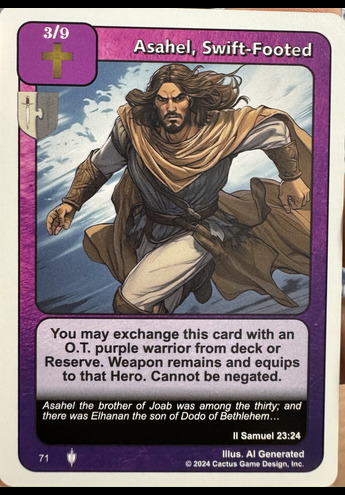 3/9
Asahel, Swift-Footed
You may exchange this card with an
O.T. purple warrior from deck or
Reserve. Weapon remains and equips
to that Hero. Cannot be negated.
Asahel the brother of Joab was among the thirty; and
there was Elhanan the son of Dodo of Bethlehem…
II Samuel 23:24
71
Illus. AI Generated
© 2024 Cactus Game Design, Inc.